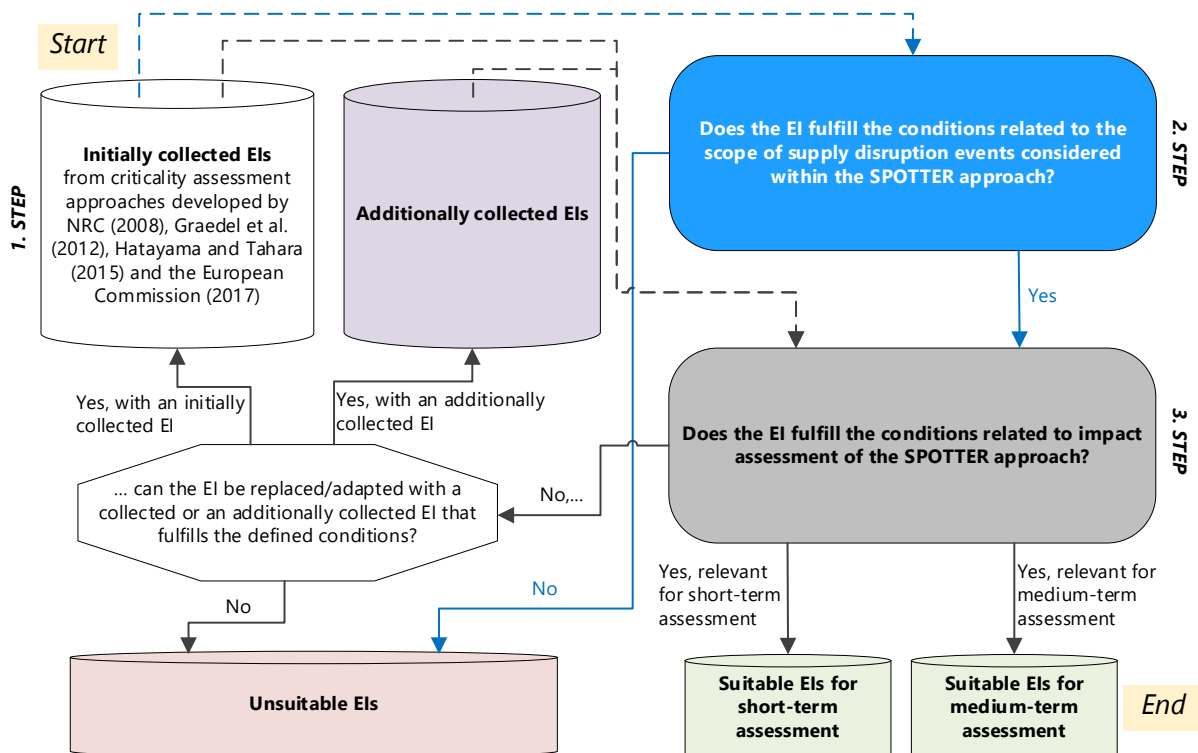 Start
1. STEP
Initially collected EIs
from criticality assessment
approaches developed by
NRC (2008), Graedel et al.
(2012), Hatayama and Tahara
(2015) and the European
Commission (2017)
Additionally collected EIs
Does the EI fulfill the conditions related to the
scope of supply disruption events considered
within the SPOTTER approach?
2. STEP
Yes
Yes, with an initially
collected EI
Yes, with an additionally
collected EI
Does the EI fulfill the conditions related to impact
assessment of the SPOTTER approach?
3. STEP
No,...
... can the EI be replaced/adapted with a
collected or an additionally collected EI that
fulfills the defined conditions?
No
No
Yes, relevant
for short-term
assessment
Yes, relevant for
medium-term
assessment
Unsuitable EIs
Suitable EIs for
short-term
assessment
Suitable EIs for
medium-term
assessment
End